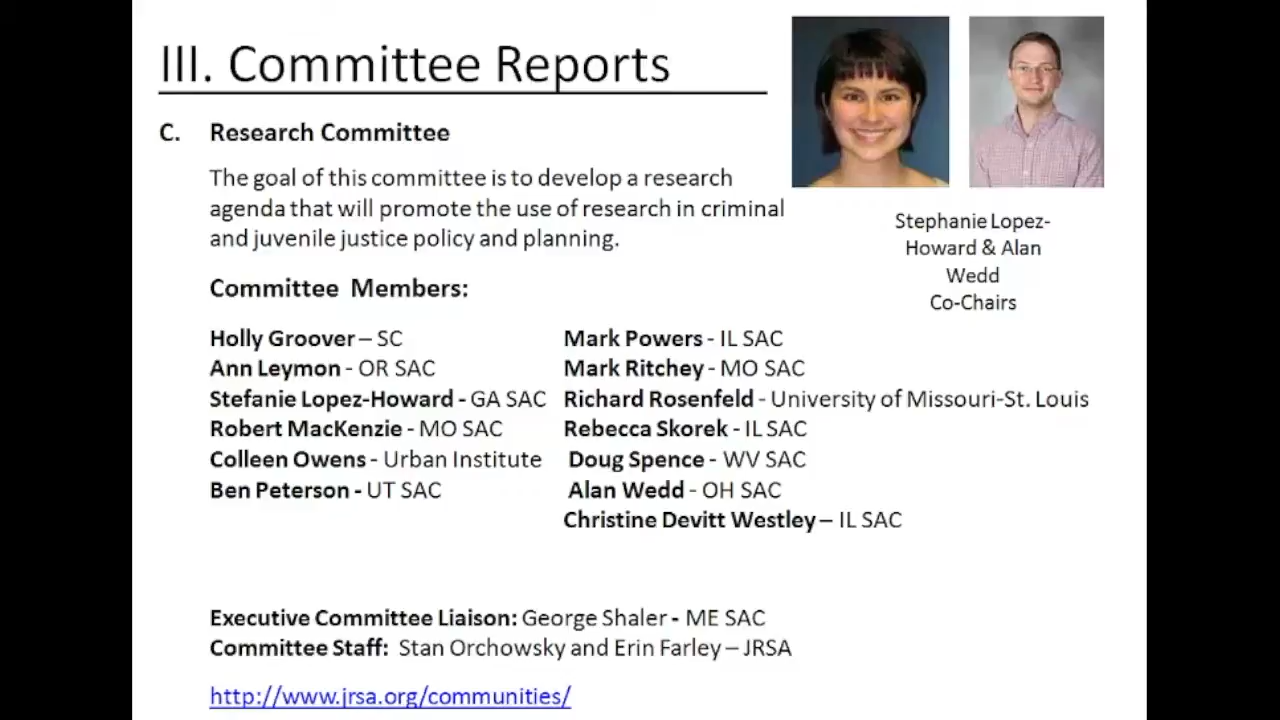 III. Committee Reports
C. Research Committee
The goal of this committee is to develop a research
agenda that will promote the use of research in criminal
and juvenile justice policy and planning.
Stephanie Lopez-
Howard & Alan
Wedd
Co-Chairs
Committee Members:
Holly Groover – SC
Ann Leymon - OR SAC
Stefanie Lopez-Howard - GA SAC
Robert MacKenzie - MO SAC
Colleen Owens - Urban Institute
Ben Peterson - UT SAC
Mark Powers - IL SAC
Mark Ritchey - MO SAC
Richard Rosenfeld - University of Missouri-St. Louis
Rebecca Skorek - IL SAC
Doug Spence - WV SAC
Alan Wedd - OH SAC
Christine Devitt Westley – IL SAC
Executive Committee Liaison: George Shaler - ME SAC
Committee Staff: Stan Orchowsky and Erin Farley – JRSA
http://www.jrsa.org/communities/